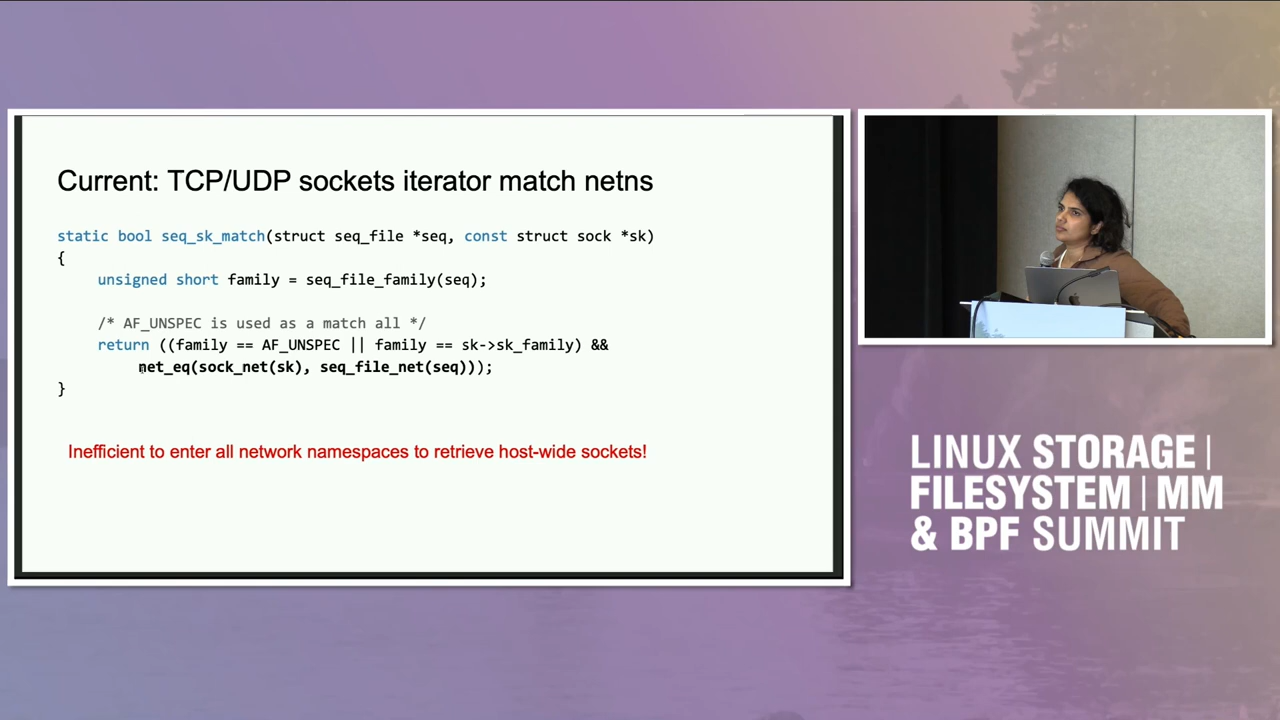 Current: TCP/UDP sockets iterator match netns
static bool seq_sk_match(struct seq_file *seq, const struct sock *sk)
{
unsigned short family = seq_file_family(seq);
/* AF_UNSPEC is used as a match all */
return ((family == AF_UNSPEC || family == sk->sk_family) &&
net_eq(sock_net(sk), seq_file_net(seq)));
}
Inefficient to enter all network namespaces to retrieve host-wide sockets!
LINUX STORAGE |
FILESYSTEM | MM
& BPF SUMMIT